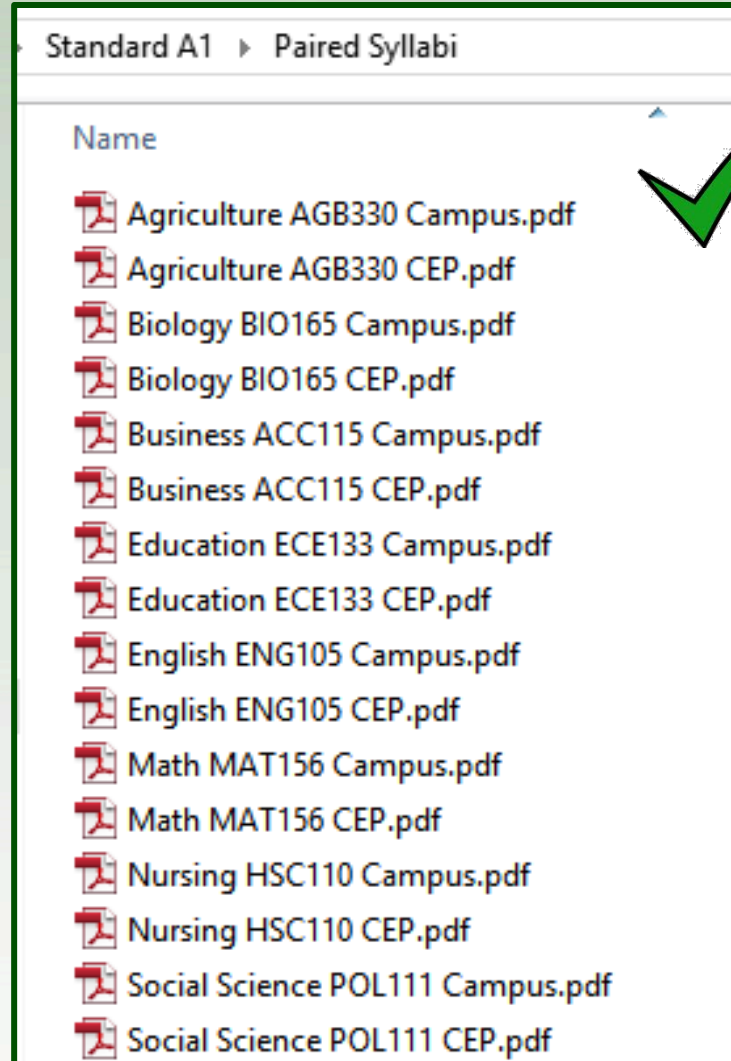 Standard A1 Paired Syllabi
Name
Agriculture AGB330 Campus.pdf
Agriculture AGB330 CEP.pdf
Biology BIO165 Campus.pdf
Biology BIO165 CEP.pdf
Business ACC115 Campus.pdf
Business ACC115 CEP.pdf
Education ECE133 Campus.pdf
Education ECE133 CEP.pdf
English ENG105 Campus.pdf
English ENG105 CEP.pdf
Math MAT156 Campus.pdf
Math MAT156 CEP.pdf
Nursing HSC110 Campus.pdf
Nursing HSC110 CEP.pdf
Social Science POL111 Campus.pdf
Social Science POL111 CEP.pdf